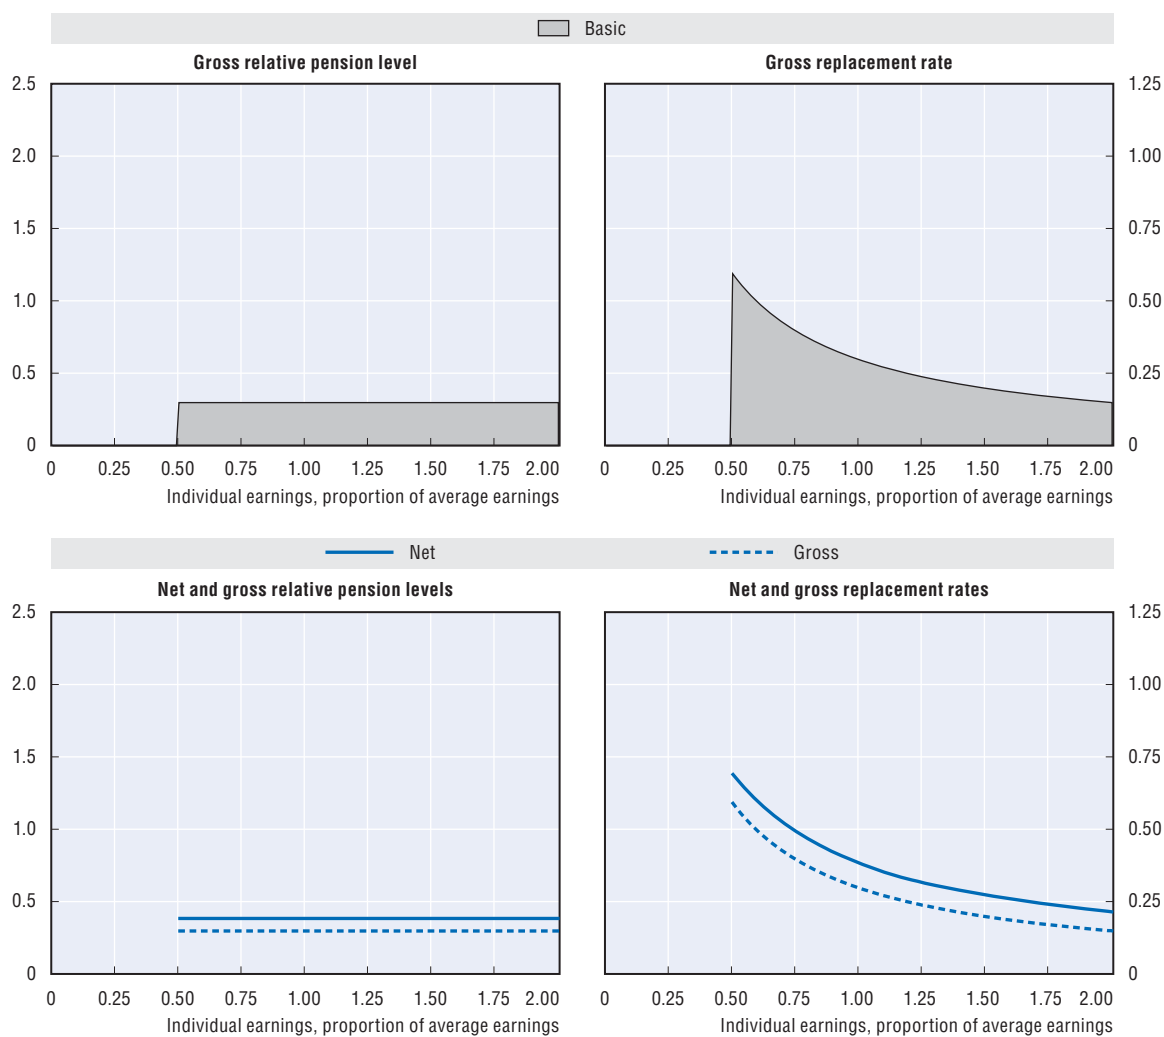 Basic
Gross relative pension level
Gross replacement rate
2.5 1.25
2.0 1.00
1.5 0.75
1.0 0.50
0.5 0.25
0 0
0 0.25 0.50 0.75 1.00 1.25 1.50 1.75 2.00
0 0.25 0.50 0.75 1.00 1.25 1.50 1.75 2.00
Individual earnings, proportion of average earnings
Individual earnings, proportion of average earnings
Net Gross
Net and gross relative pension levels
Net and gross replacement rates
2.5 1.25
2.0 1.00
1.5 0.75
1.0 0.50
0.5 0.25
0 0
0 0.25 0.50 0.75 1.00 1.25 1.50 1.75 2.00
0 0.25 0.50 0.75 1.00 1.25 1.50 1.75 2.00
Individual earnings, proportion of average earnings
Individual earnings, proportion of average earnings